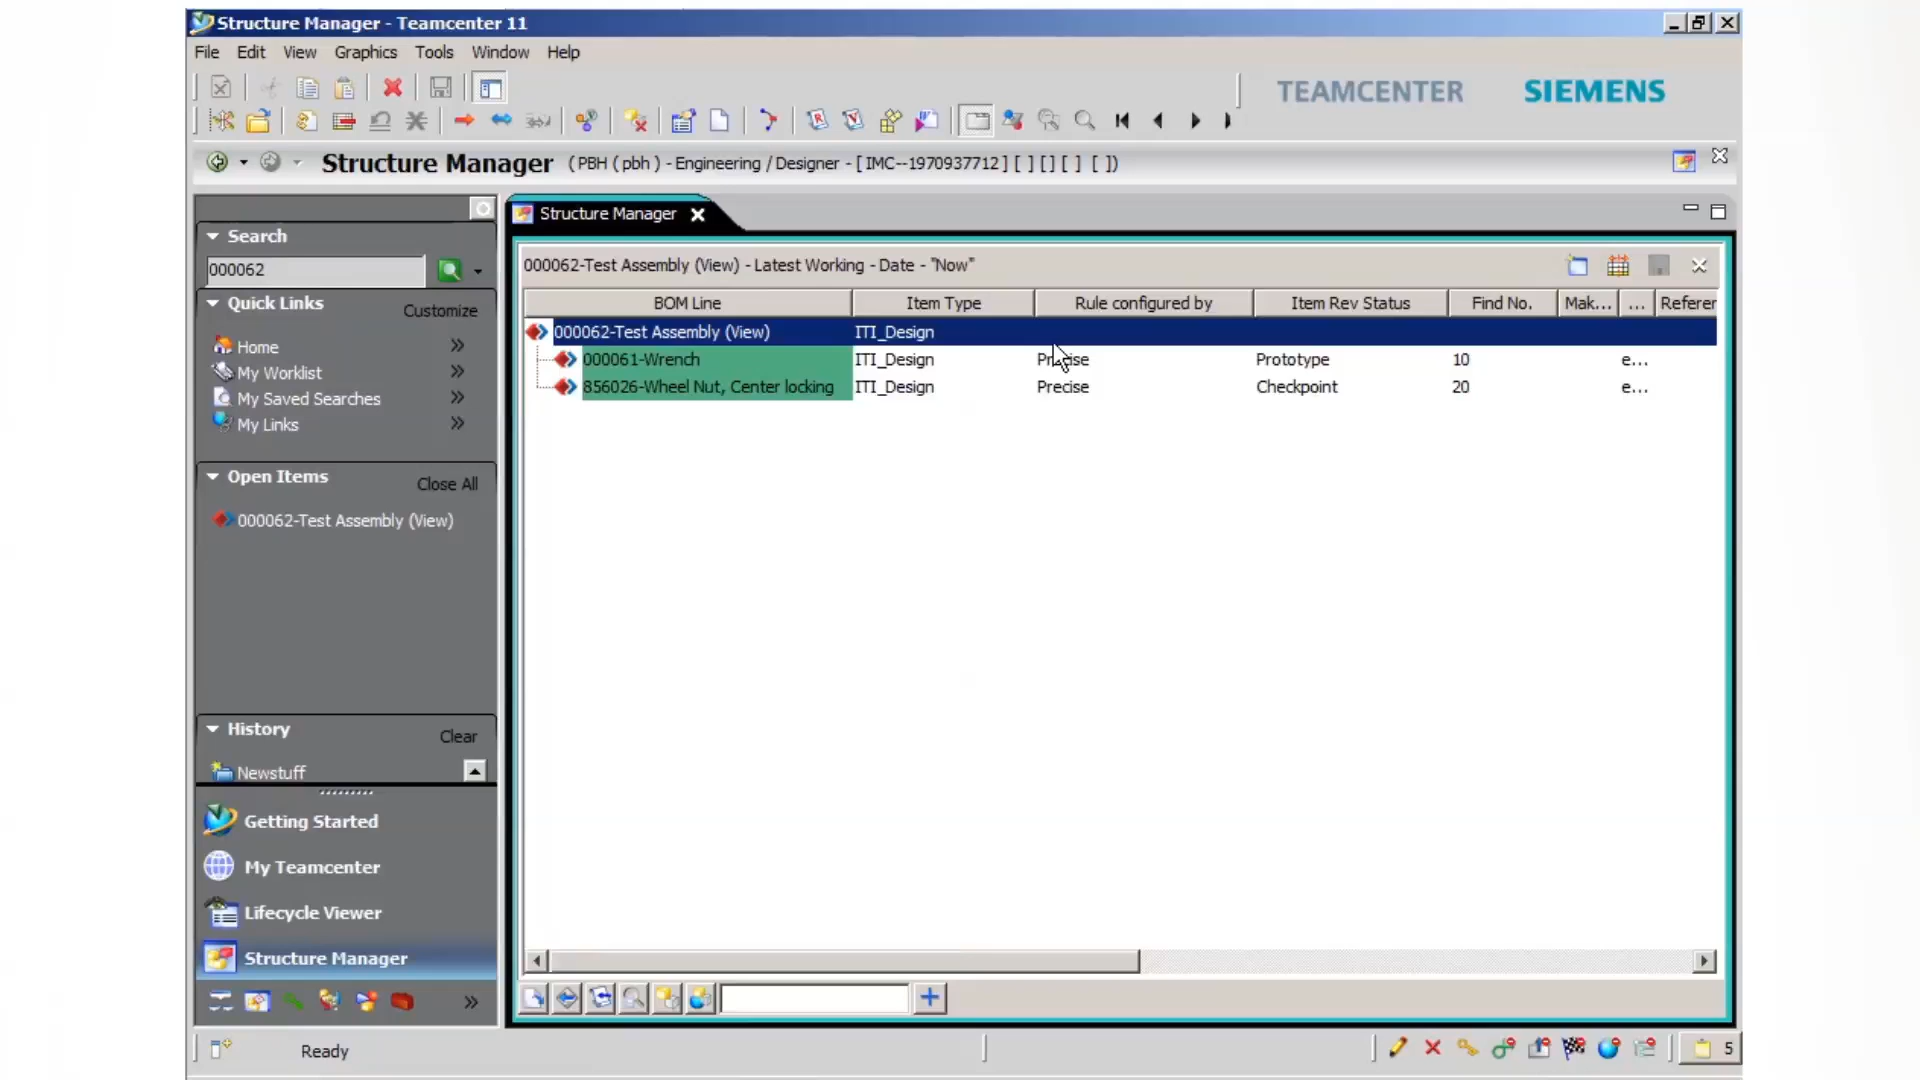 Structure Manager - Teamcenter 11
File Edit View Graphics Tools Window Help
TEAMCENTER SIEMENS
Structure Manager ( PBH ( pbh ) - Engineering / Designer - [ IMC--1970937712 ] [ ] [] [ ] [ ])
Structure Manager
Search
000062
Quick Links Customize
Home
My Worklist
My Saved Searches
My Links
Open Items Close All
000062-Test Assembly (View)
History Clear
Newstuff
Getting Started
My Teamcenter
Lifecycle Viewer
Structure Manager
000062-Test Assembly (View) - Latest Working - Date - "Now"
BOM Line Item Type Rule configured by Item Rev Status Find No. Mak... ... Referer
000062-Test Assembly (View) ITI_Design
000061-Wrench ITI_Design Precise Prototype 10 e...
856026-Wheel Nut, Center locking ITI_Design Precise Checkpoint 20 e...
Ready
5